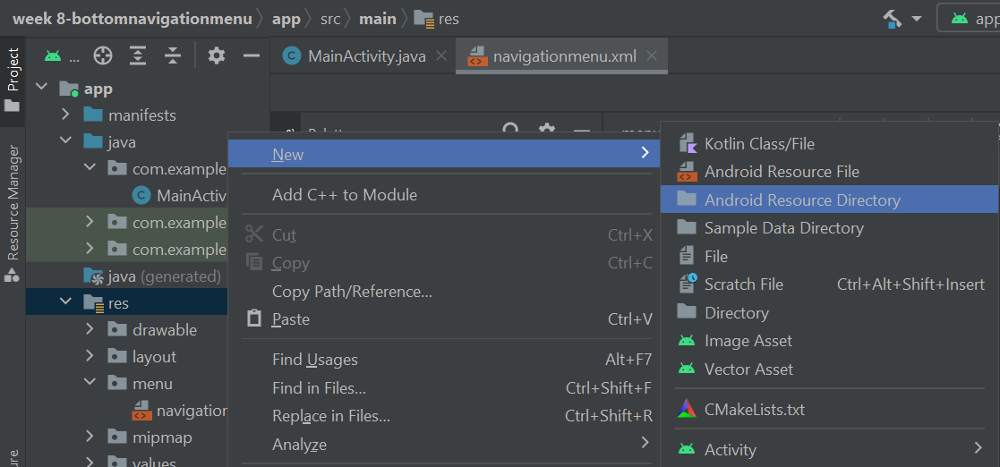 week 8-bottomnavigationmenu › app › src › main › res
app
Project
Resource Manager
...
MainActivity.java
navigationmenu.xml
app
manifests
java
com.example
MainActiv
com.example
com.example
java (generated)
res
drawable
layout
menu
navigation
mipmap
values
New
Add C++ to Module
Cut Ctrl+X
Copy Ctrl+C
Copy Path/Reference...
Paste Ctrl+V
Find Usages Alt+F7
Find in Files... Ctrl+Shift+F
Replace in Files... Ctrl+Shift+R
Analyze
Kotlin Class/File
Android Resource File
Android Resource Directory
Sample Data Directory
File
Scratch File Ctrl+Alt+Shift+Insert
Directory
Image Asset
Vector Asset
CMakeLists.txt
Activity